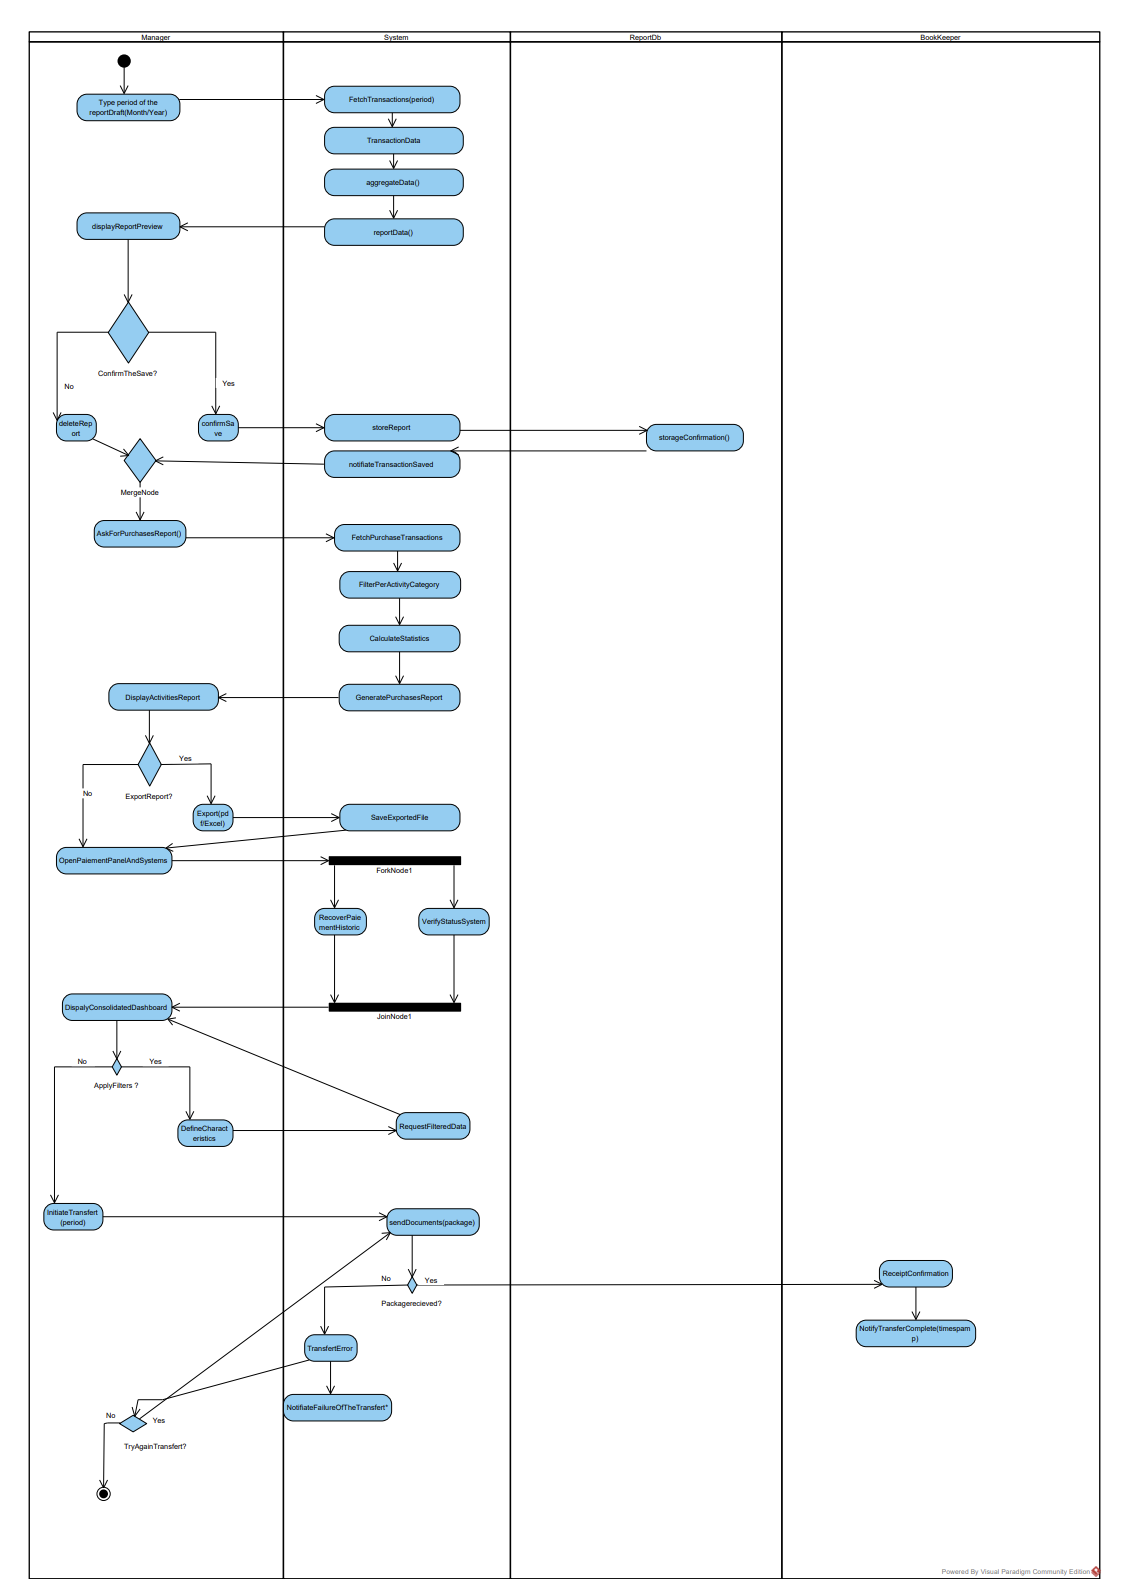 Manager
System
ReportDb
BookKeeper
Type period of the
reportDraft(Month/Year)
FetchTransactions(period)
TransactionData
aggregateData()
displayReportPreview
reportData()
ConfirmTheSave?
No
Yes
deleteRep
ort
confirmSa
ve
storeReport
storageConfirmation()
notifiateTransactionSaved
MergeNode
AskForPurchasesReport()
FetchPurchaseTransactions
FilterPerActivityCategory
CalculateStatistics
DisplayActivitiesReport
GeneratePurchasesReport
Yes
No
ExportReport?
Export(pd
f/Excel)
SaveExportedFile
OpenPaiementPanelAndSystems
ForkNode1
RecoverPaie
mentHistoric
VerifyStatusSystem
DispalyConsolidatedDashboard
JoinNode1
No
Yes
ApplyFilters ?
DefineCharact
eristics
RequestFilteredData
InitiateTransfert
(period)
sendDocuments(package)
No
Yes
Packagerecieved?
ReceiptConfirmation
NotifyTransferComplete(timespam
p)
TransfertError
NotifiateFailureOfTheTransfert*
No
Yes
TryAgainTransfert?
Powered By Visual Paradigm Community Edition